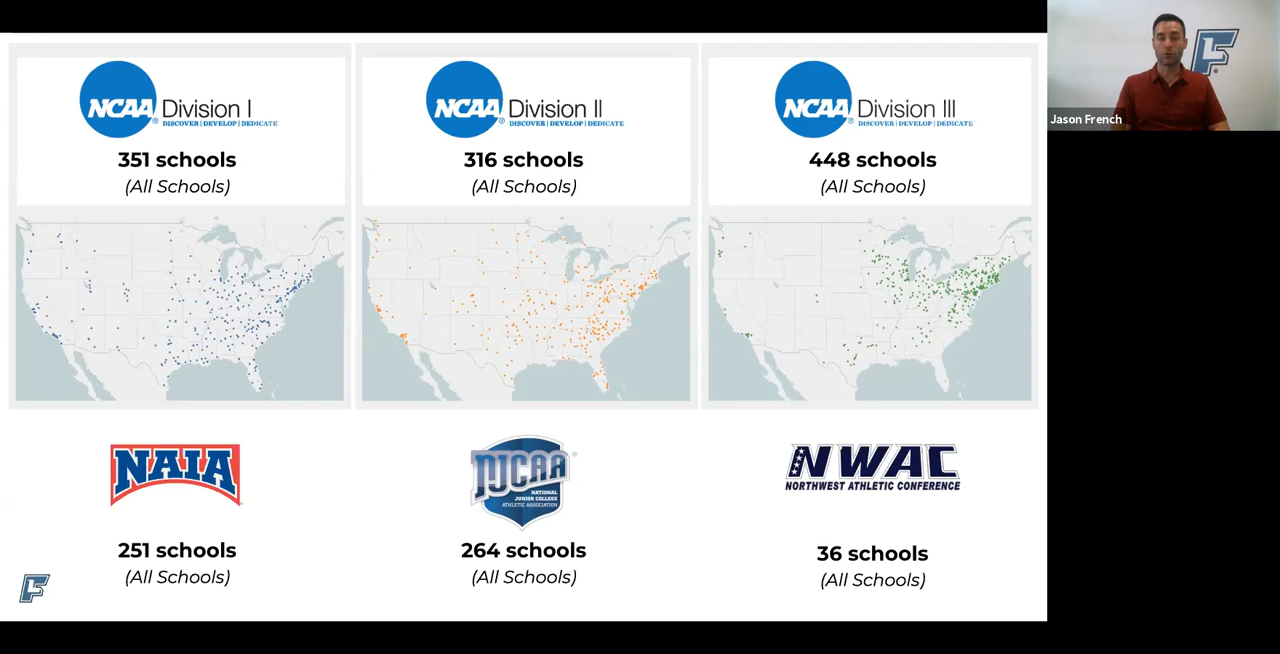 NCAA Division I
DISCOVER | DEVELOP | DEDICATE
351 schools
(All Schools)
NCAA Division II
DISCOVER | DEVELOP | DEDICATE
316 schools
(All Schools)
NCAA Division III
DISCOVER | DEVELOP | DEDICATE
448 schools
(All Schools)
Jason French
NAIA
251 schools
(All Schools)
NJCAA
NATIONAL
JUNIOR COLLEGE
ATHLETIC ASSOCIATION
264 schools
(All Schools)
NWAC
NORTHWEST ATHLETIC CONFERENCE
36 schools
(All Schools)